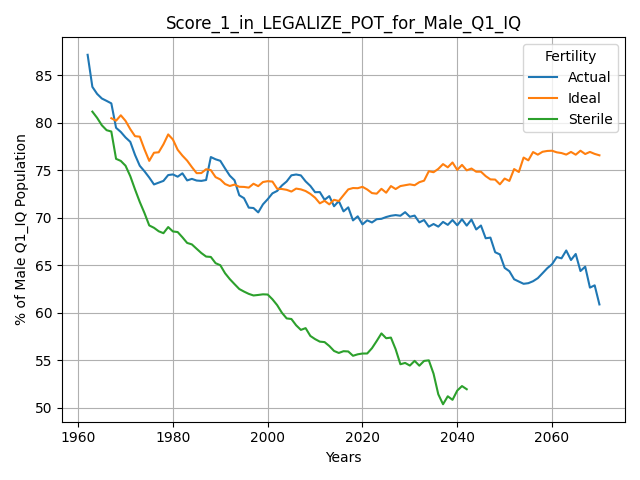 Score_1_in_LEGALIZE_POT_for_Male_Q1_IQ
% of Male Q1_IQ Population
85
80
75
70
65
60
55
50
Fertility
Actual
Ideal
Sterile
1960
1980
2000
2020
2040
2060
Years